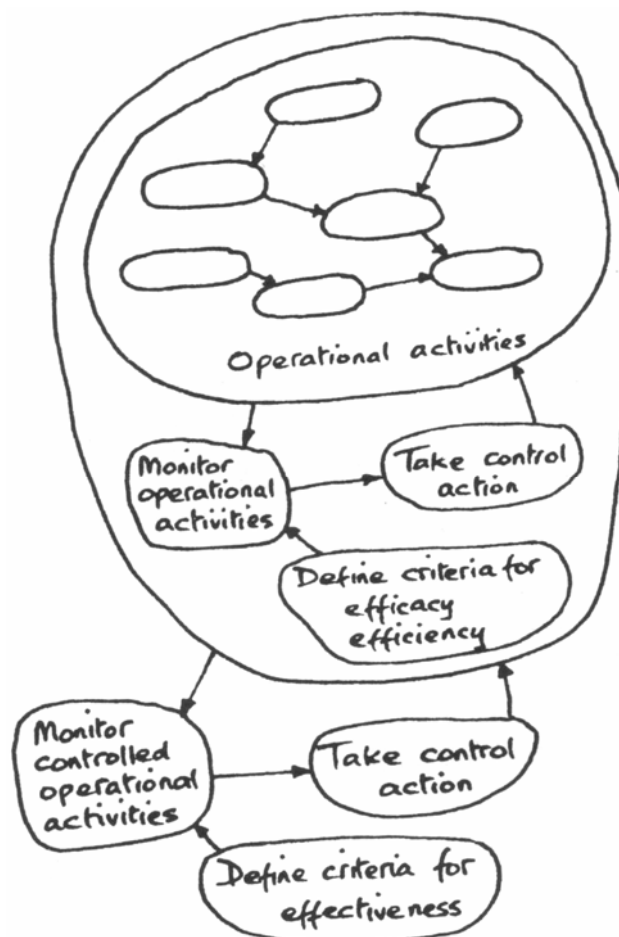 Operational activities
Monitor
operational
activities
Take control
action
Define criteria for
efficacy
efficiency
Monitor
controlled
operational
activities
Take control
action
Define criteria for
effectiveness